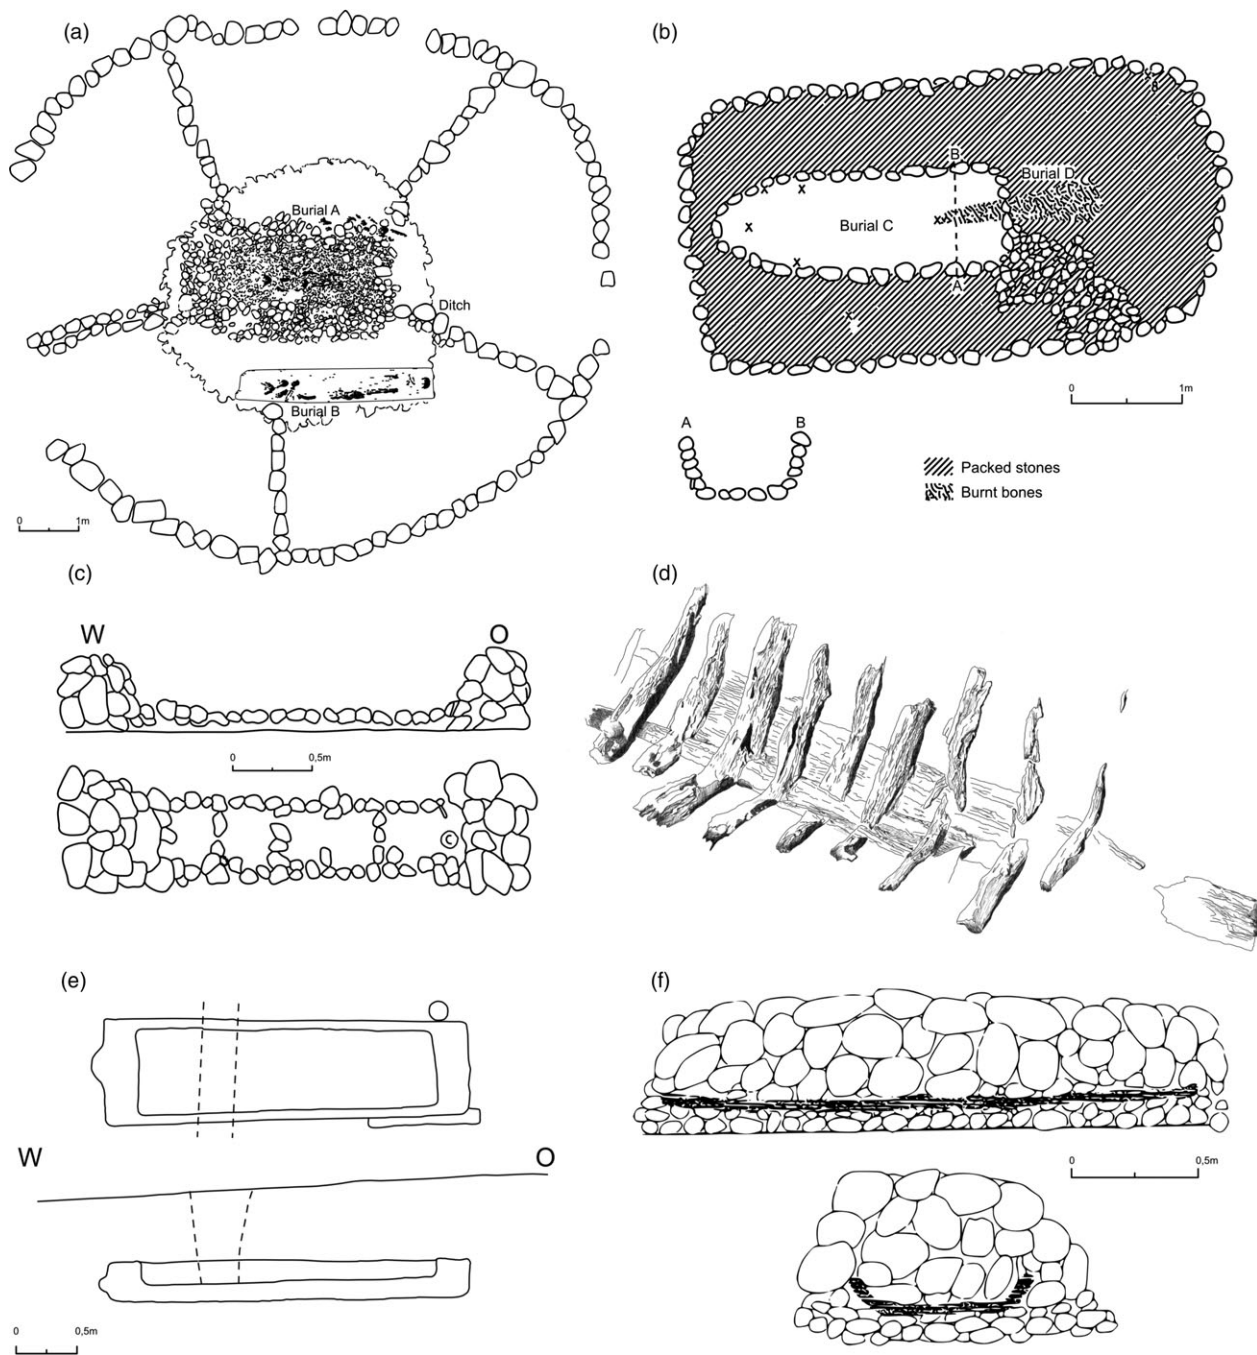 (a)
Burial A
Ditch
Burial B
0 1m
(b)
B
Burial D
Burial C
x
x
x
x
x
x
A
0 1m
A B
Packed stones
Burnt bones
(c)
W O
0 0,5m
C
(d)
(e)
W O
0 0,5m
(f)
0 0,5m